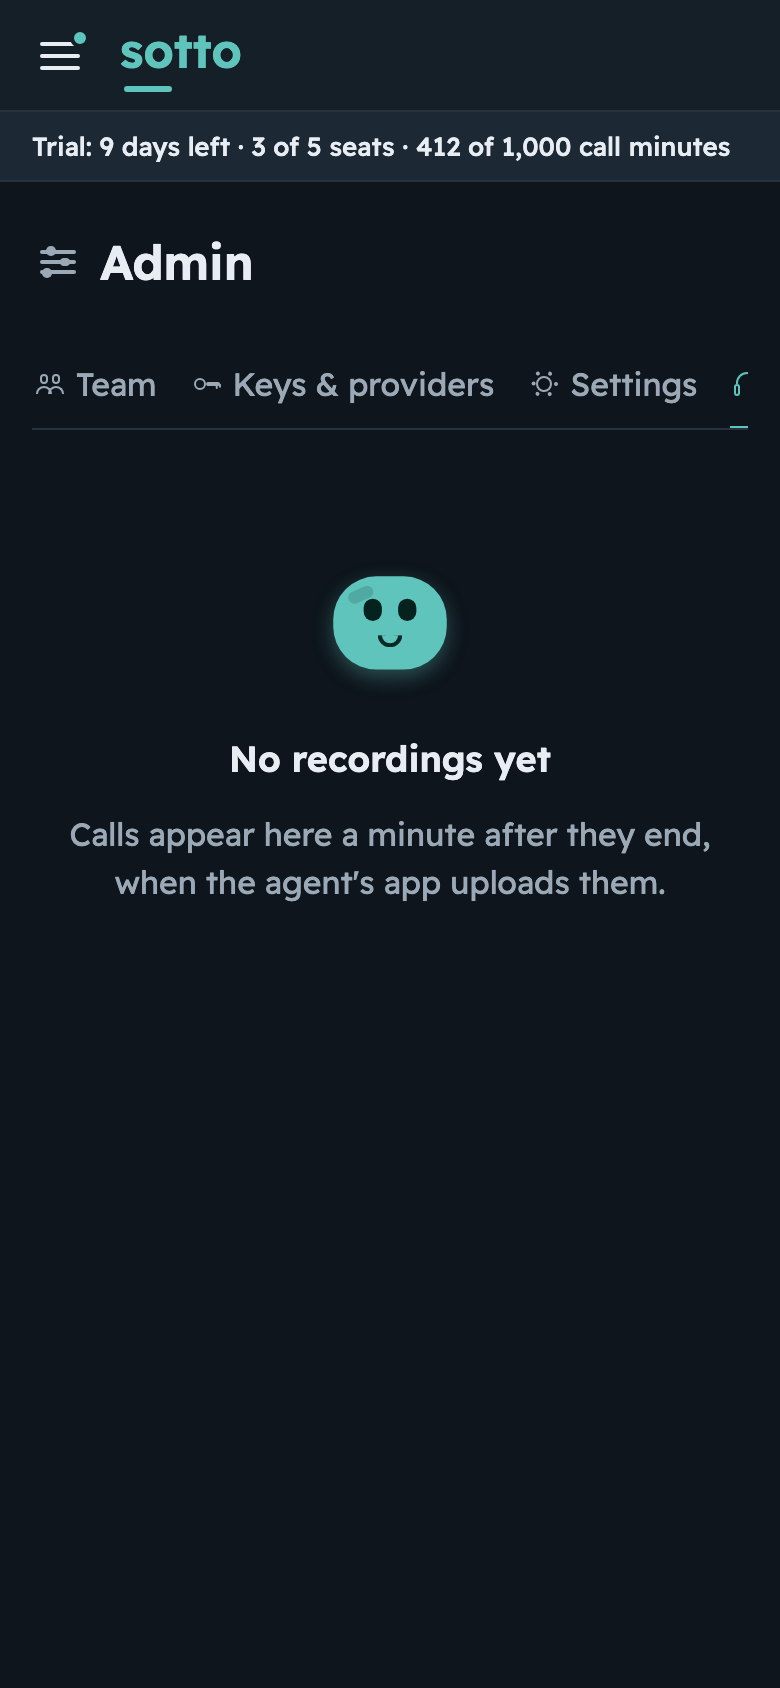 sotto
Trial: 9 days left · 3 of 5 seats · 412 of 1,000 call minutes
Admin
Team Keys & providers Settings
No recordings yet
Calls appear here a minute after they end,
when the agent's app uploads them.